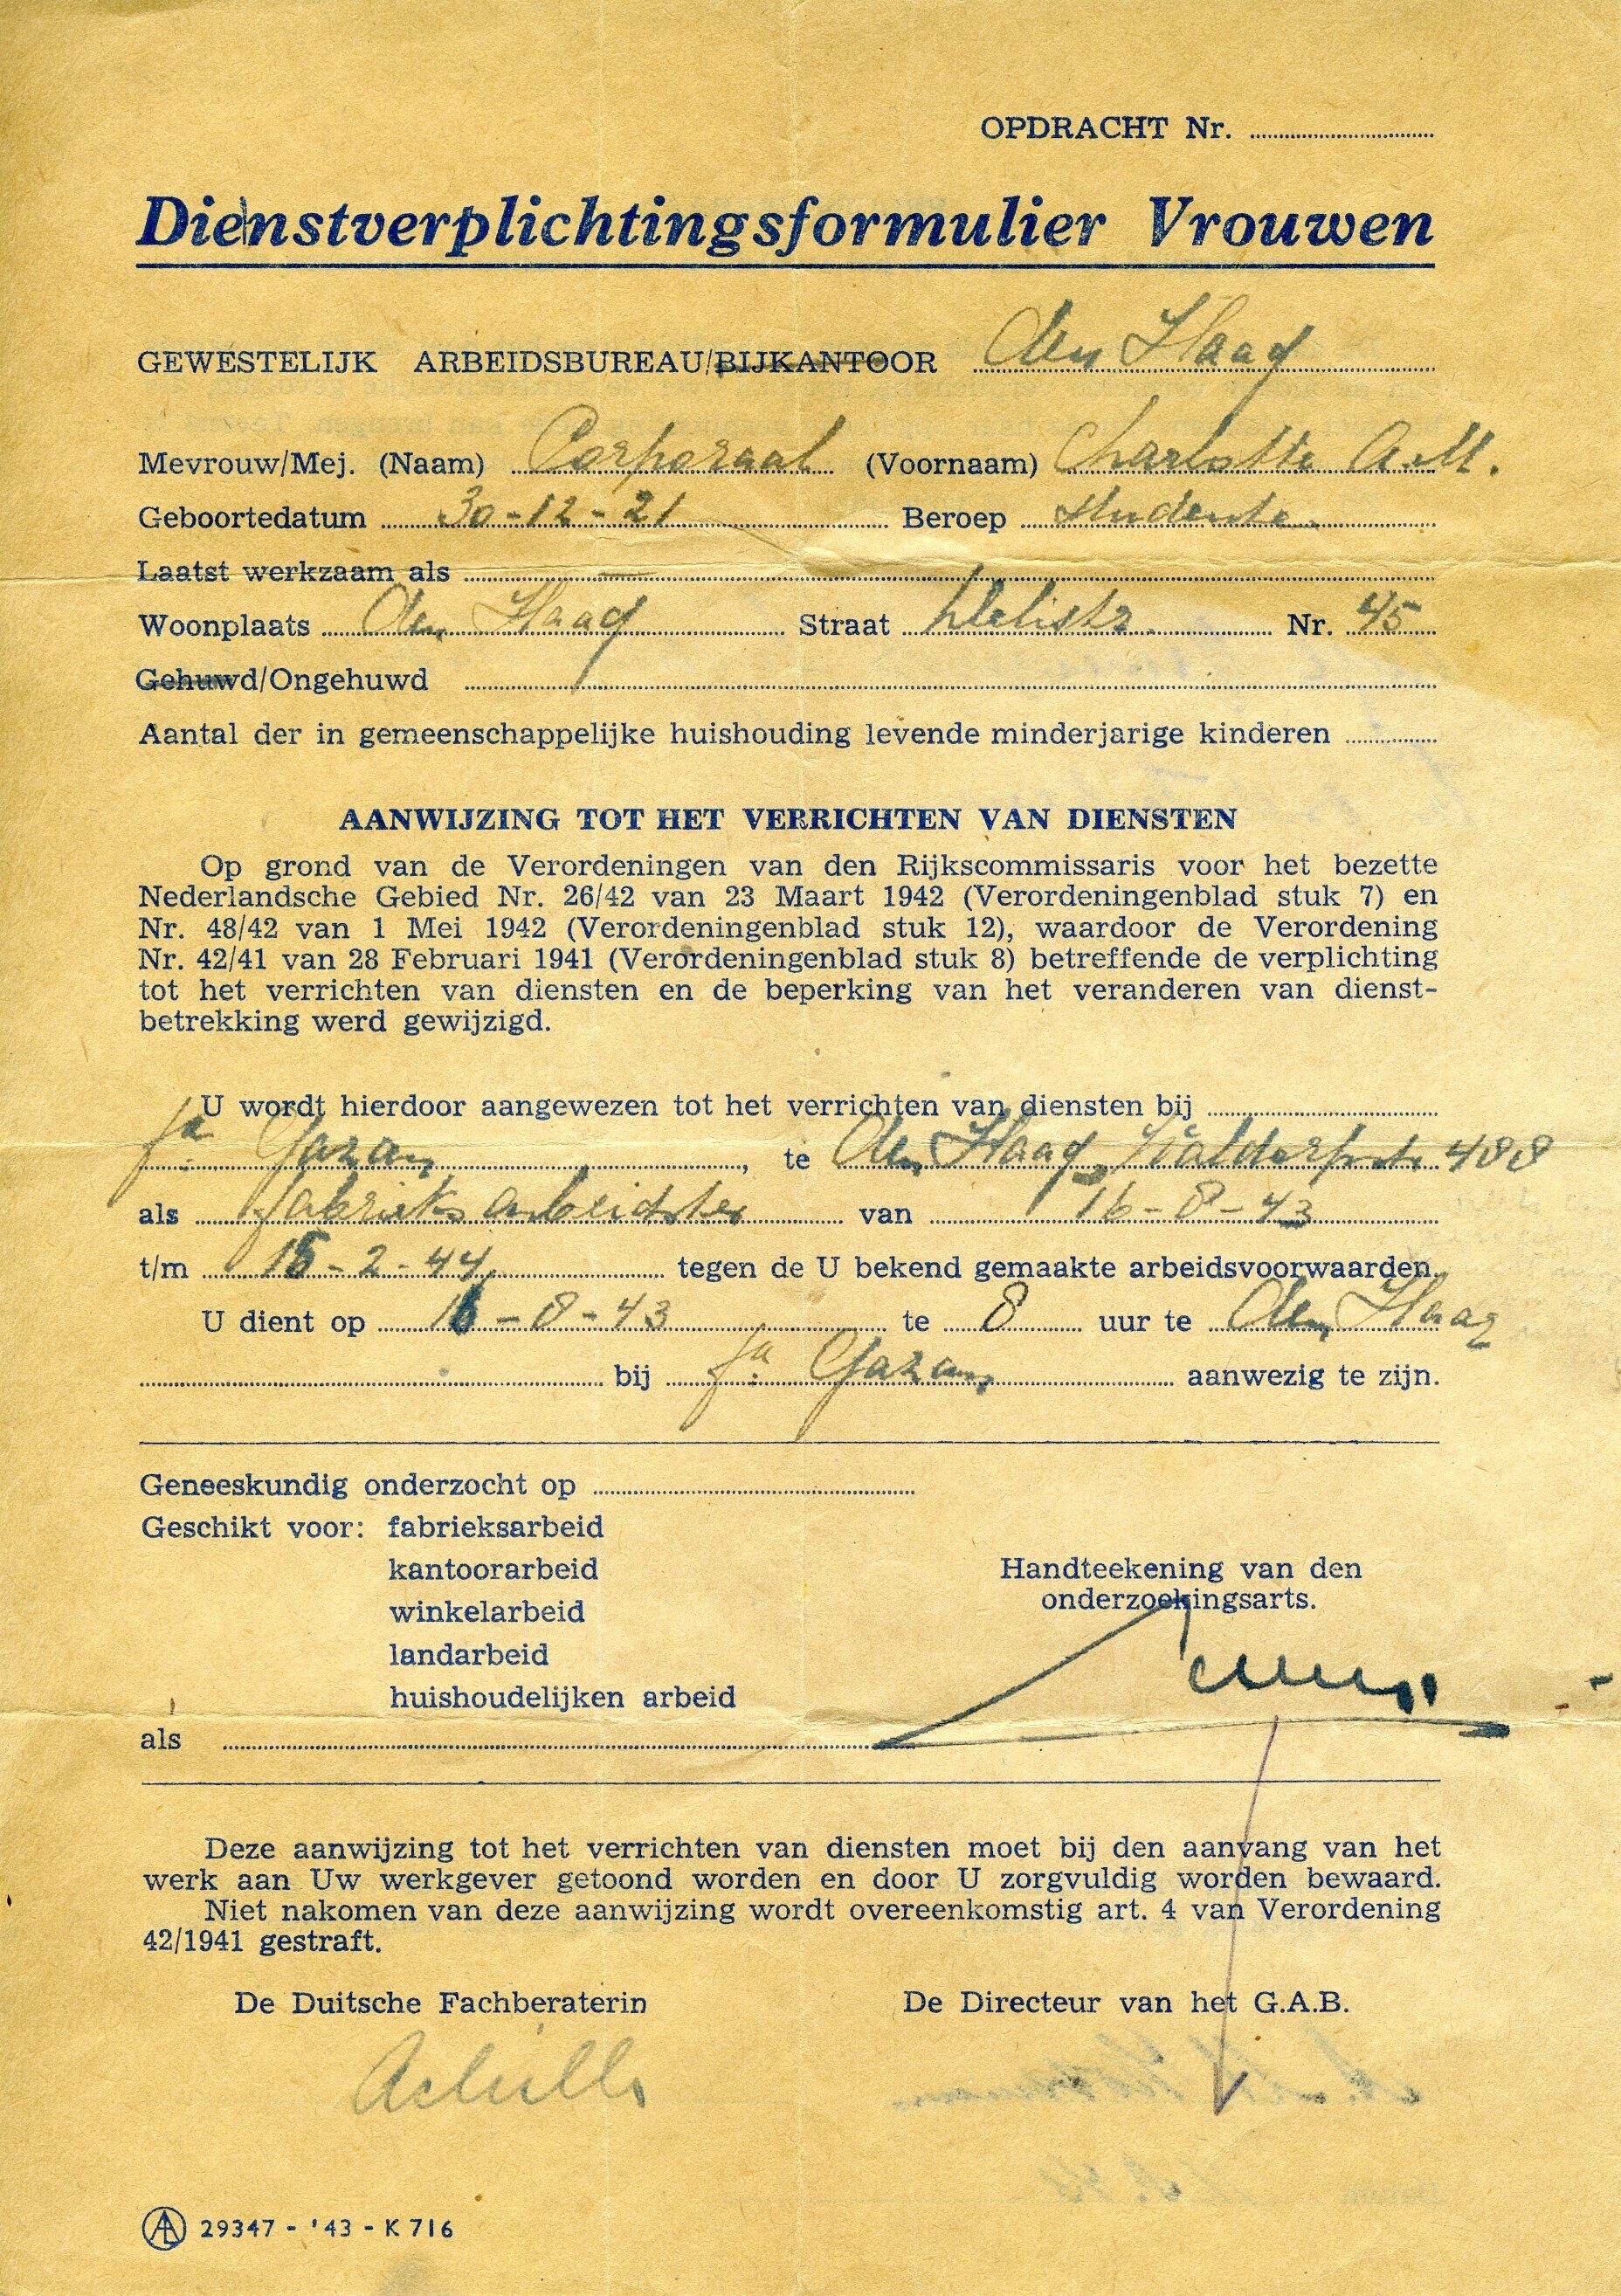 OPDRACHT Nr.
Dienstverplichtingsformulier Vrouwen
GEWESTELIJK ARBEIDSBUREAU/BIJKANTOOR den Haag
Mevrouw/Mej. (Naam) Corporaal (Voornaam) Charlotte A.M.
Geboortedatum 30-12-21 Beroep studente.
Laatst werkzaam als —
Woonplaats den Haag Straat Delistr. Nr. 45
Gehuwd/Ongehuwd
Aantal der in gemeenschappelijke huishouding levende minderjarige kinderen
AANWIJZING TOT HET VERRICHTEN VAN DIENSTEN
Op grond van de Verordeningen van den Rijkscommissaris voor het bezette
Nederlandsche Gebied Nr. 26/42 van 23 Maart 1942 (Verordeningenblad stuk 7) en
Nr. 48/42 van 1 Mei 1942 (Verordeningenblad stuk 12), waardoor de Verordening
Nr. 42/41 van 28 Februari 1941 (Verordeningenblad stuk 8) betreffende de verplichting
tot het verrichten van diensten en de beperking van het veranderen van dienst-
betrekking werd gewijzigd.
U wordt hierdoor aangewezen tot het verrichten van diensten bij
fa. Gazan, te den Haag, Waldorpstr. 488
als fabrieksarbeidster van 16-8-43
t/m 15-2-44 tegen de U bekend gemaakte arbeidsvoorwaarden.
U dient op 16-8-43 te 8 uur te den Haag
bij fa. Gazan aanwezig te zijn.
Geneeskundig onderzocht op
Geschikt voor: fabrieksarbeid
kantoorarbeid
Handteekening van den
onderzoekingsarts.
winkelarbeid
landarbeid
huishoudelijken arbeid
als
Deze aanwijzing tot het verrichten van diensten moet bij den aanvang van het
werk aan Uw werkgever getoond worden en door U zorgvuldig worden bewaard.
Niet nakomen van deze aanwijzing wordt overeenkomstig art. 4 van Verordening
42/1941 gestraft.
De Duitsche Fachberaterin De Directeur van het G.A.B.
29347 - '43 - K 716